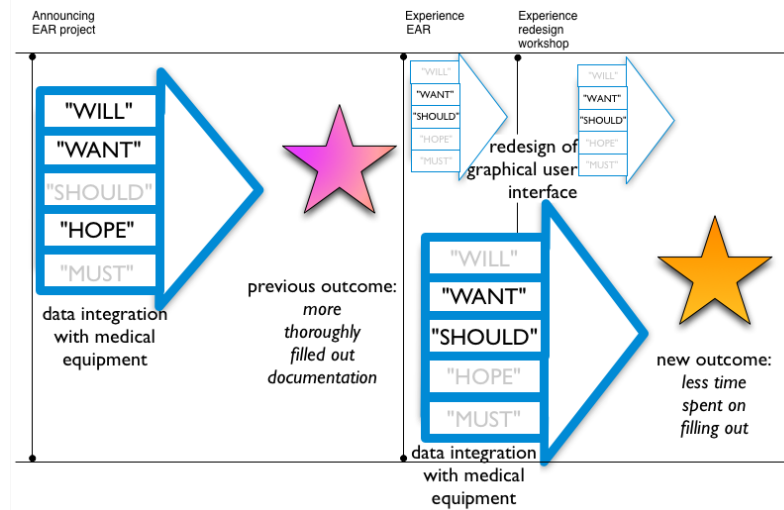 Announcing
EAR project
Experience
EAR
Experience
redesign
workshop
"WILL"
"WANT"
"SHOULD"
"HOPE"
"MUST"
data integration
with medical
equipment
previous outcome:
more
thoroughly
filled out
documentation
"WILL"
"WANT"
"SHOULD"
"HOPE"
"MUST"
redesign of
graphical user
interface
"WILL"
"WANT"
"SHOULD"
"HOPE"
"MUST"
"WILL"
"WANT"
"SHOULD"
"HOPE"
"MUST"
data integration
with medical
equipment
new outcome:
less time
spent on
filling out